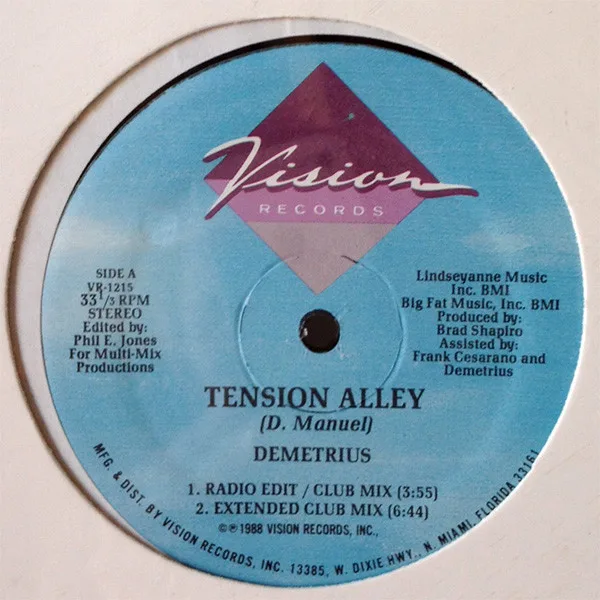 Vision
RECORDS
SIDE A
VR-1215
33 1/3 RPM
STEREO
Edited by:
Phil E. Jones
For Multi-Mix
Productions
Lindseyanne Music
Inc. BMI
Big Fat Music, Inc. BMI
Produced by:
Brad Shapiro
Assisted by:
Frank Cesarano and
Demetrius
TENSION ALLEY
(D. Manuel)
DEMETRIUS
1. RADIO EDIT / CLUB MIX (3:55)
2. EXTENDED CLUB MIX (6:44)
©℗1988 VISION RECORDS, INC.,
MFG. & DIST. BY VISION RECORDS, INC. 13385, W. DIXIE HWY., N. MIAMI, FLORIDA 33161